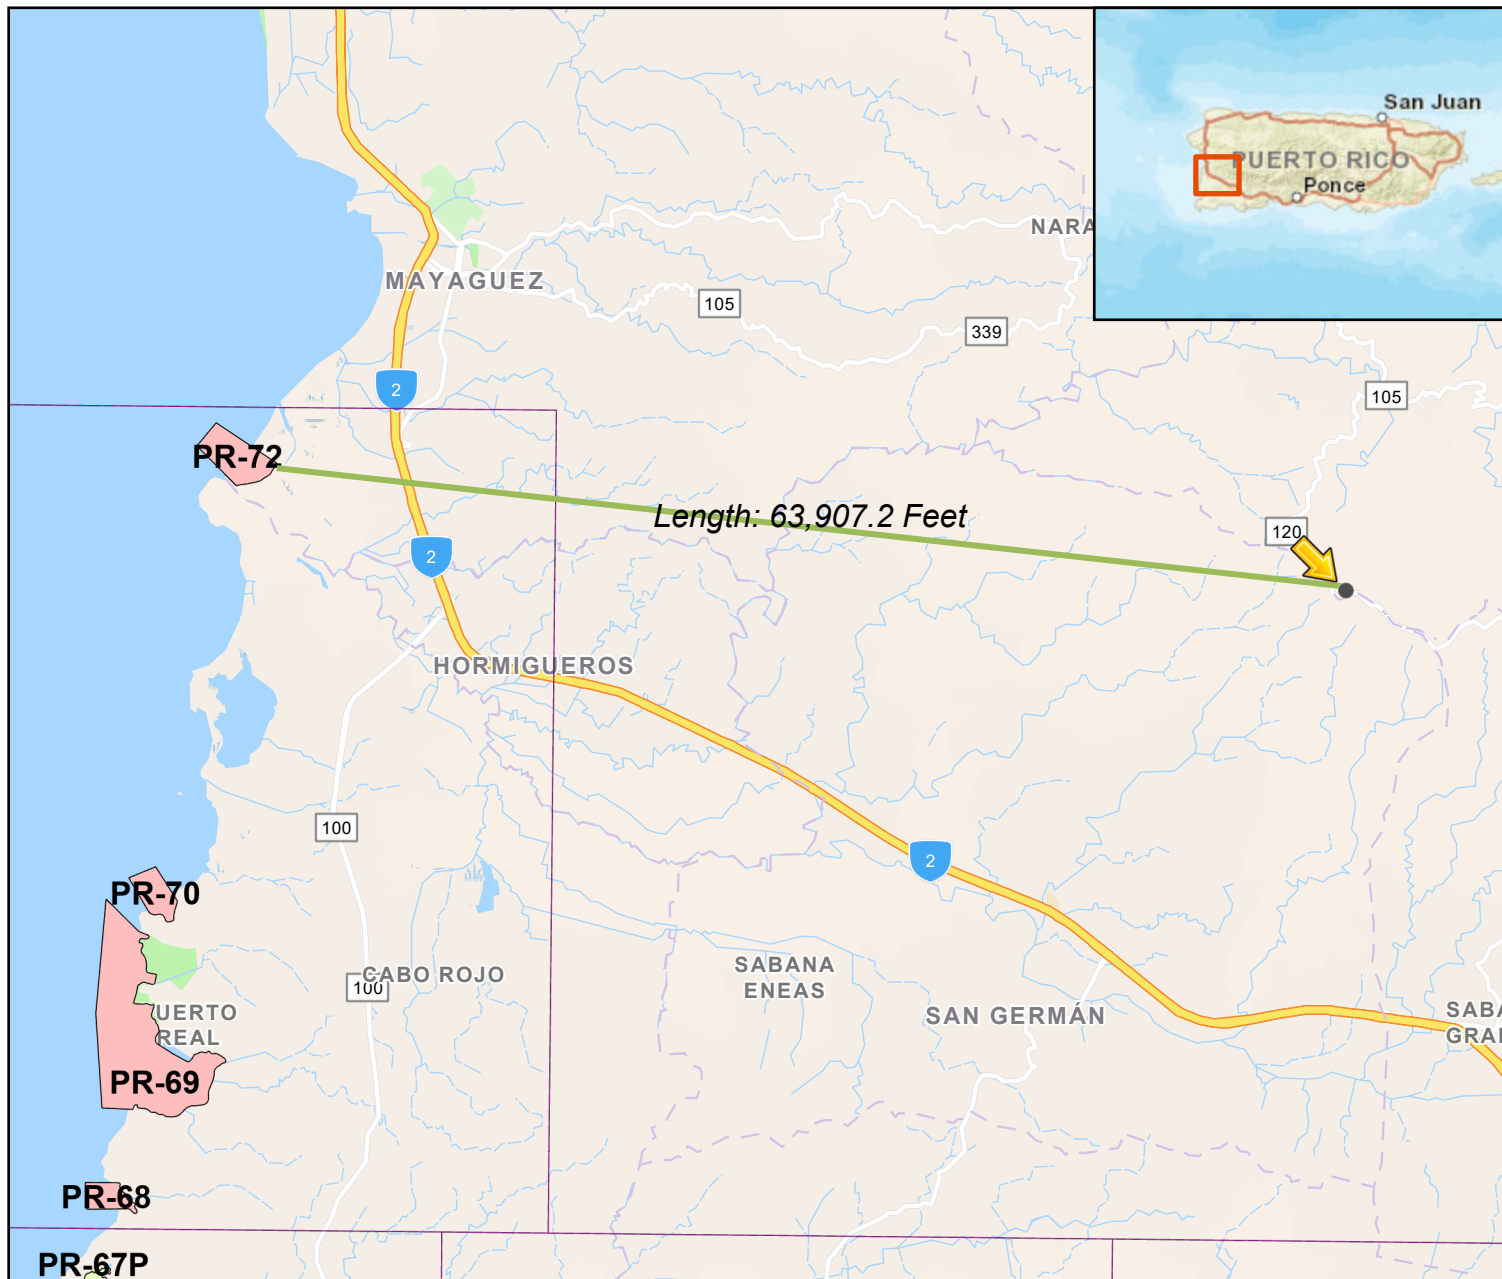 San Juan
PUERTO RICO
Ponce
NARA
MAYAGUEZ
105
339
2
105
PR-72
Length: 63,907.2 Feet
120
2
HORMIGUEROS
100
2
PR-70
SABANA
ENEAS
CABO ROJO
100
UERTO
REAL
SAN GERMÁN
SABA
GRAN
PR-69
PR-68
PR-67P